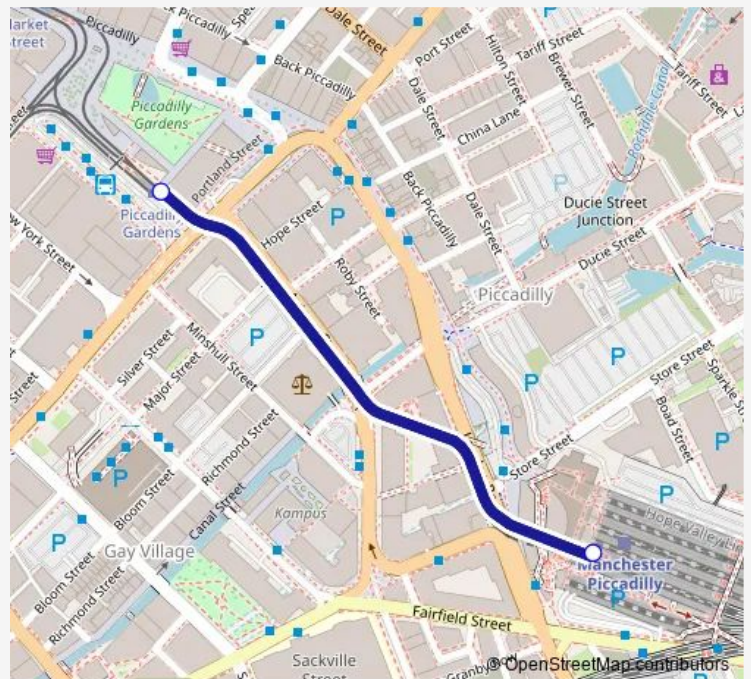 Market
Street
Piccadilly
Dale Street
Back Piccadilly
Port Street
Hilton Street
Tariff Street
Brewer Street
Tariff Street
Rochdale Canal
Piccadilly
Gardens
Dale Street
China Lane
Portland Street
Piccadilly
Gardens
New York Street
Hope Street
Back Piccadilly
Dale Street
Ducie Street
Junction
Ducie Street
Roby Street
Piccadilly
Minshull Street
Silver Street
Major Street
Store Street
Sparkle St
Boad Street
Store Street
Richmond Street
Bloom Street
Canal Street
Kampus
Gay Village
Hope Valley Li
Manchester
Piccadilly
Bloom Street
Richmond Street
Fairfield Street
Sackville
Street
Granby Row
© OpenStreetMap contributors